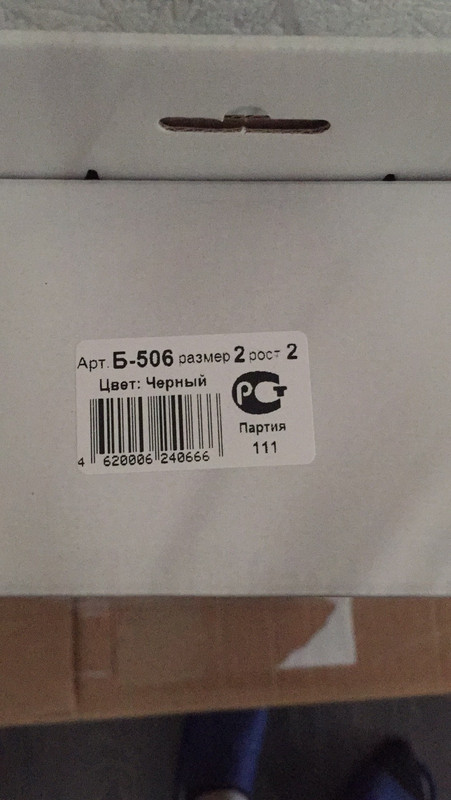 Арт. Б-506 размер 2 рост 2
Цвет: Черный
РСТ
Партия
111
4 620006 240666